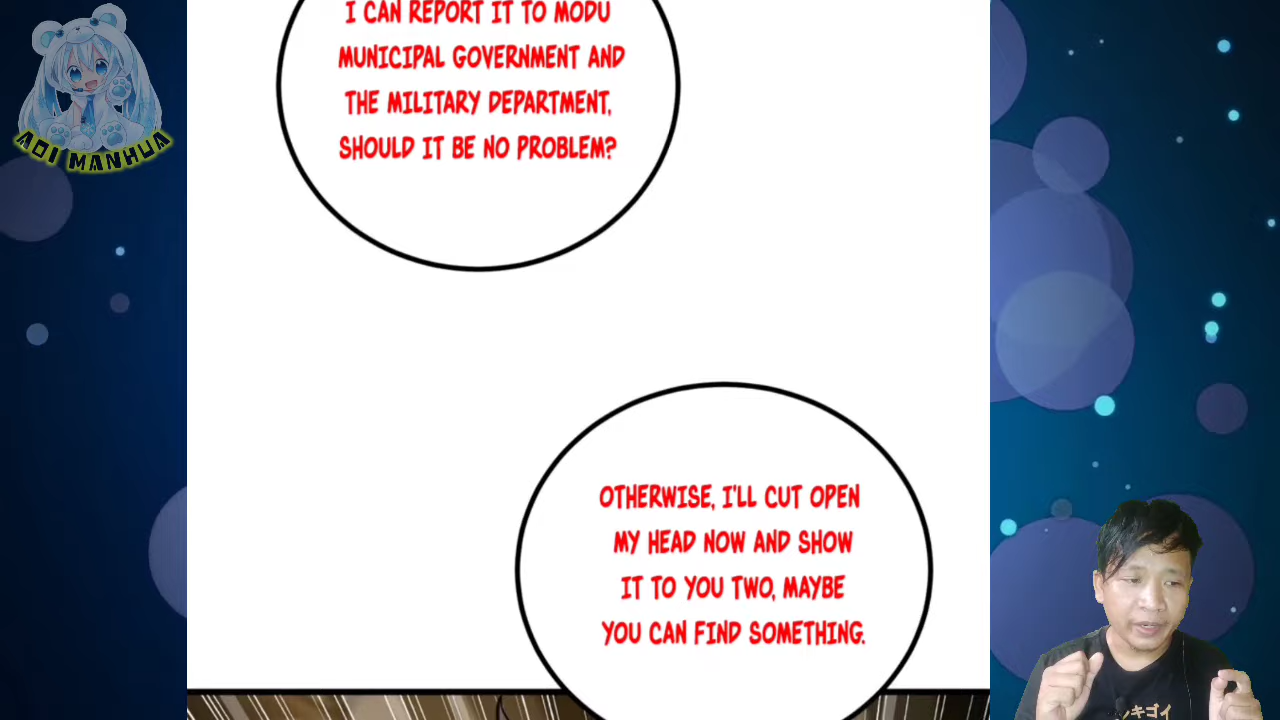 I CAN REPORT IT TO MODU
MUNICIPAL GOVERNMENT AND
THE MILITARY DEPARTMENT,
SHOULD IT BE NO PROBLEM?
AOI MANHUA
OTHERWISE, I'LL CUT OPEN
MY HEAD NOW AND SHOW
IT TO YOU TWO, MAYBE
YOU CAN FIND SOMETHING.